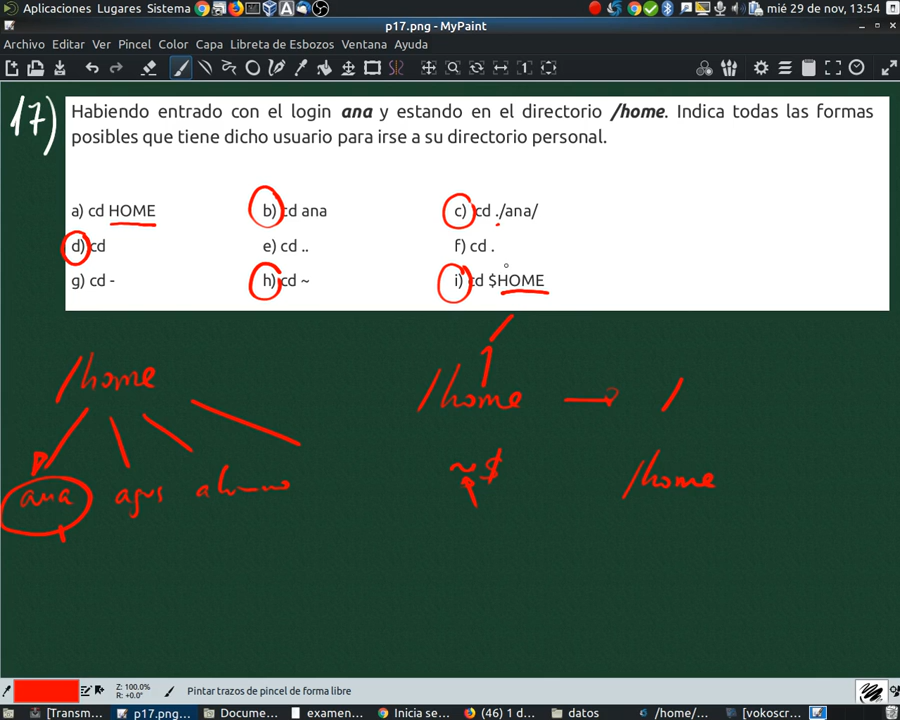 Aplicaciones Lugares Sistema mié 29 de nov, 13:54
p17.png - MyPaint
Archivo Editar Ver Pincel Color Capa Libreta de Esbozos Ventana Ayuda
17)
Habiendo entrado con el login ana y estando en el directorio /home. Indica todas las formas
posibles que tiene dicho usuario para irse a su directorio personal.
a) cd HOME b) cd ana c) cd ./ana/
d) cd e) cd .. f) cd .
g) cd - h) cd ~ i) cd $HOME
/home /home /
ana agus alumno ~$ /home
Z: 100.0%
R: +0.0°
Pintar trazos de pincel de forma libre
[Transm... p17.png... Docume... examen... Inicia se... (46) 1 d... datos /home/... [vokoscr...